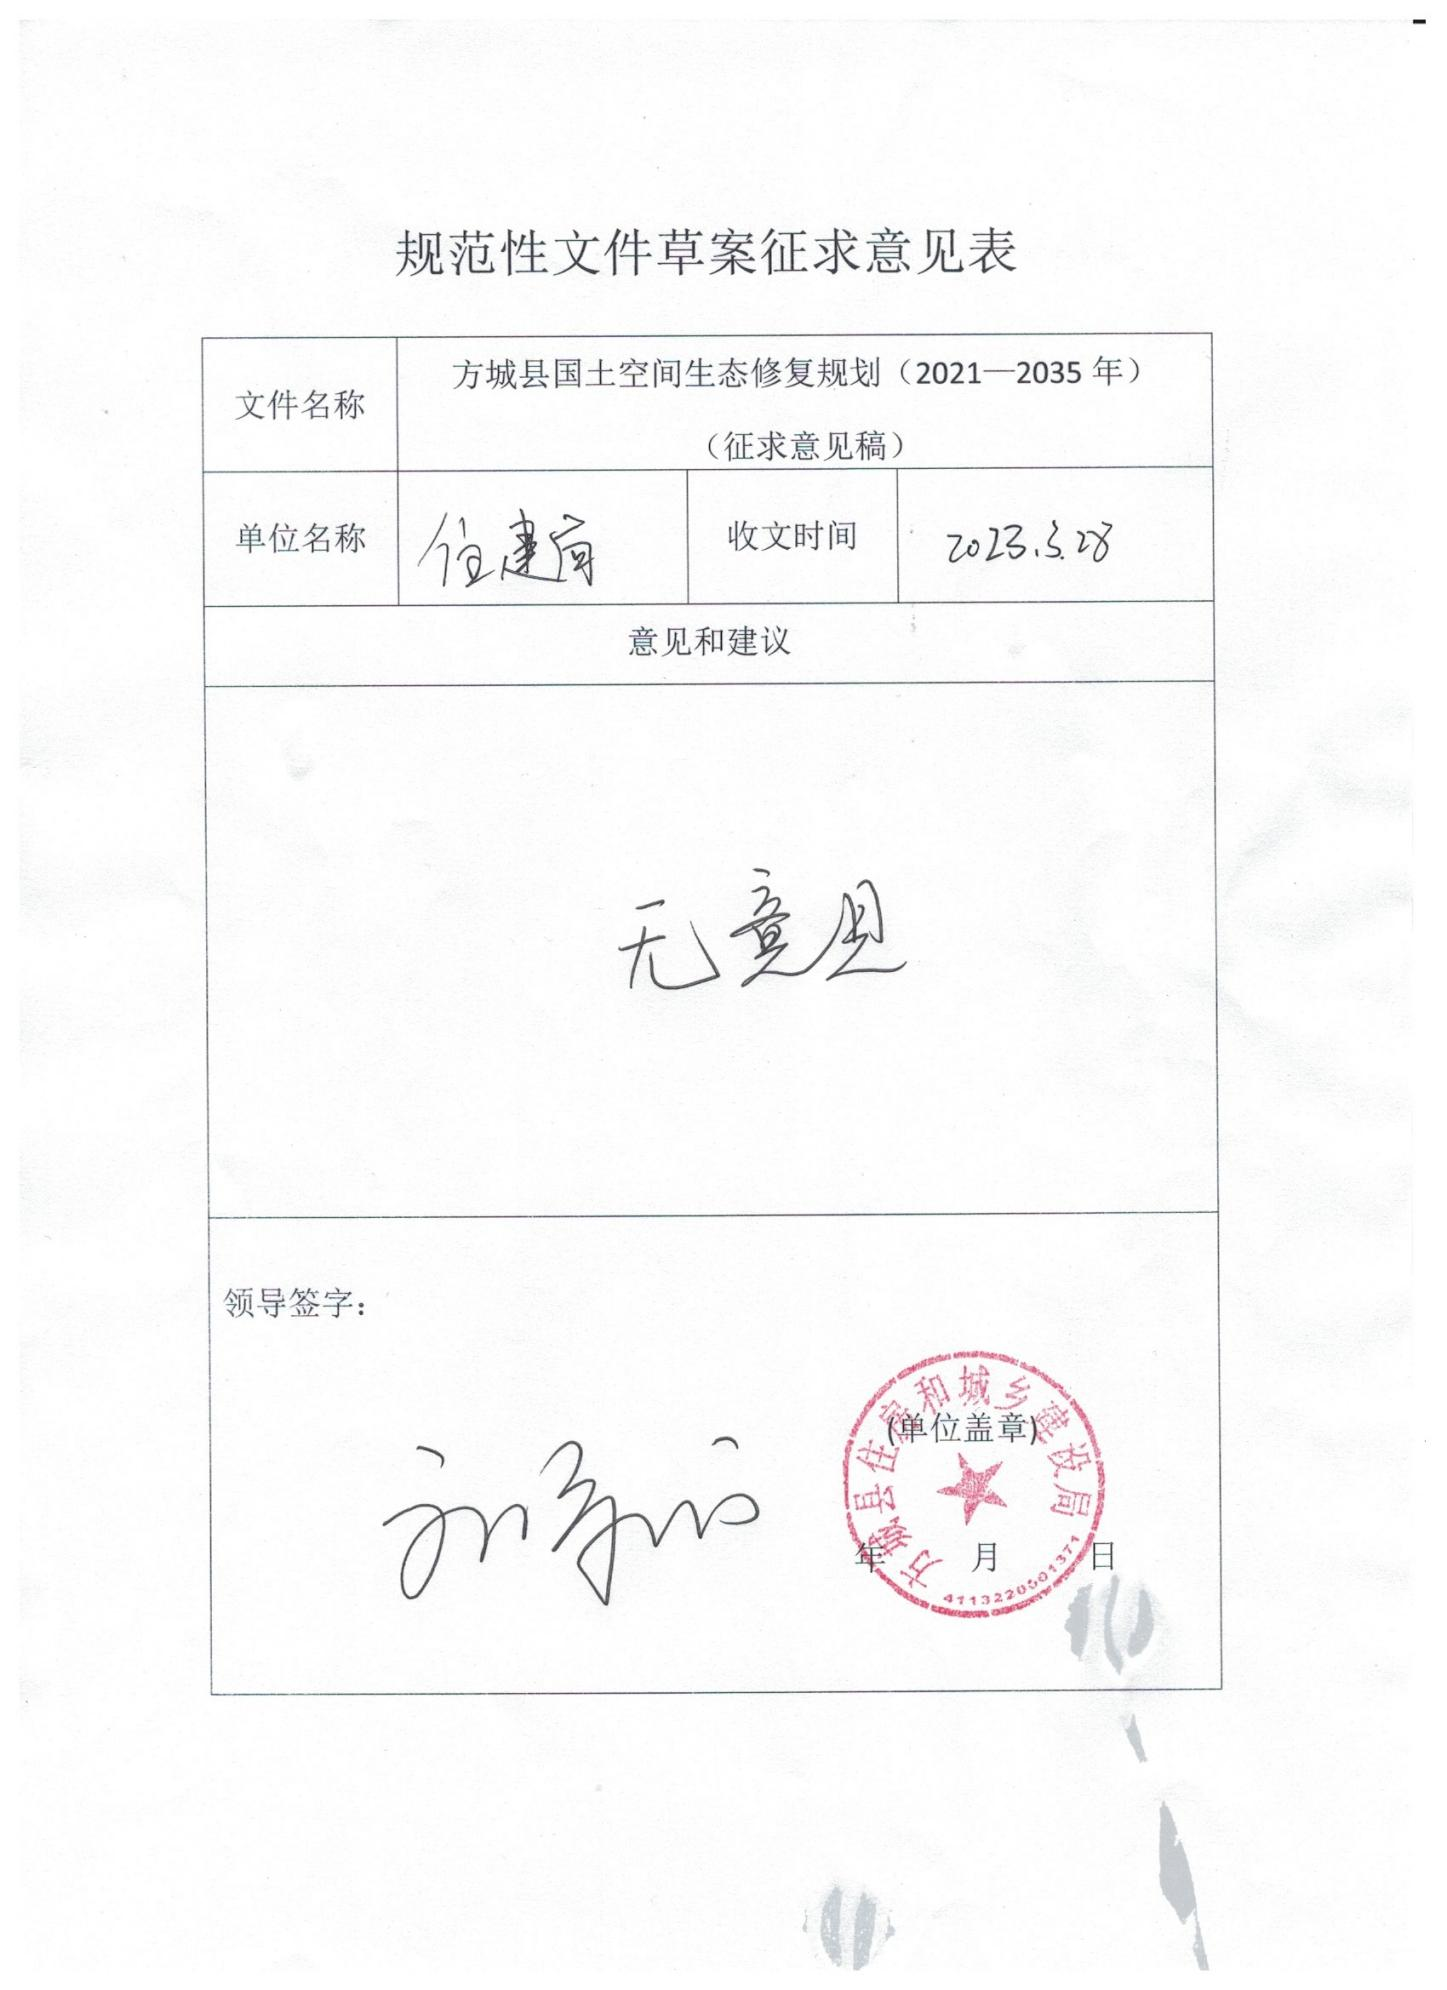 规范性文件草案征求意见表
文件名称
方城县国土空间生态修复规划（2021—2035 年）
（征求意见稿）
单位名称
住建局
收文时间
2023.3.28
意见和建议
无意见
领导签字：
方城县住房和城乡建设局
(单位盖章)
年 月 日
4113220001371